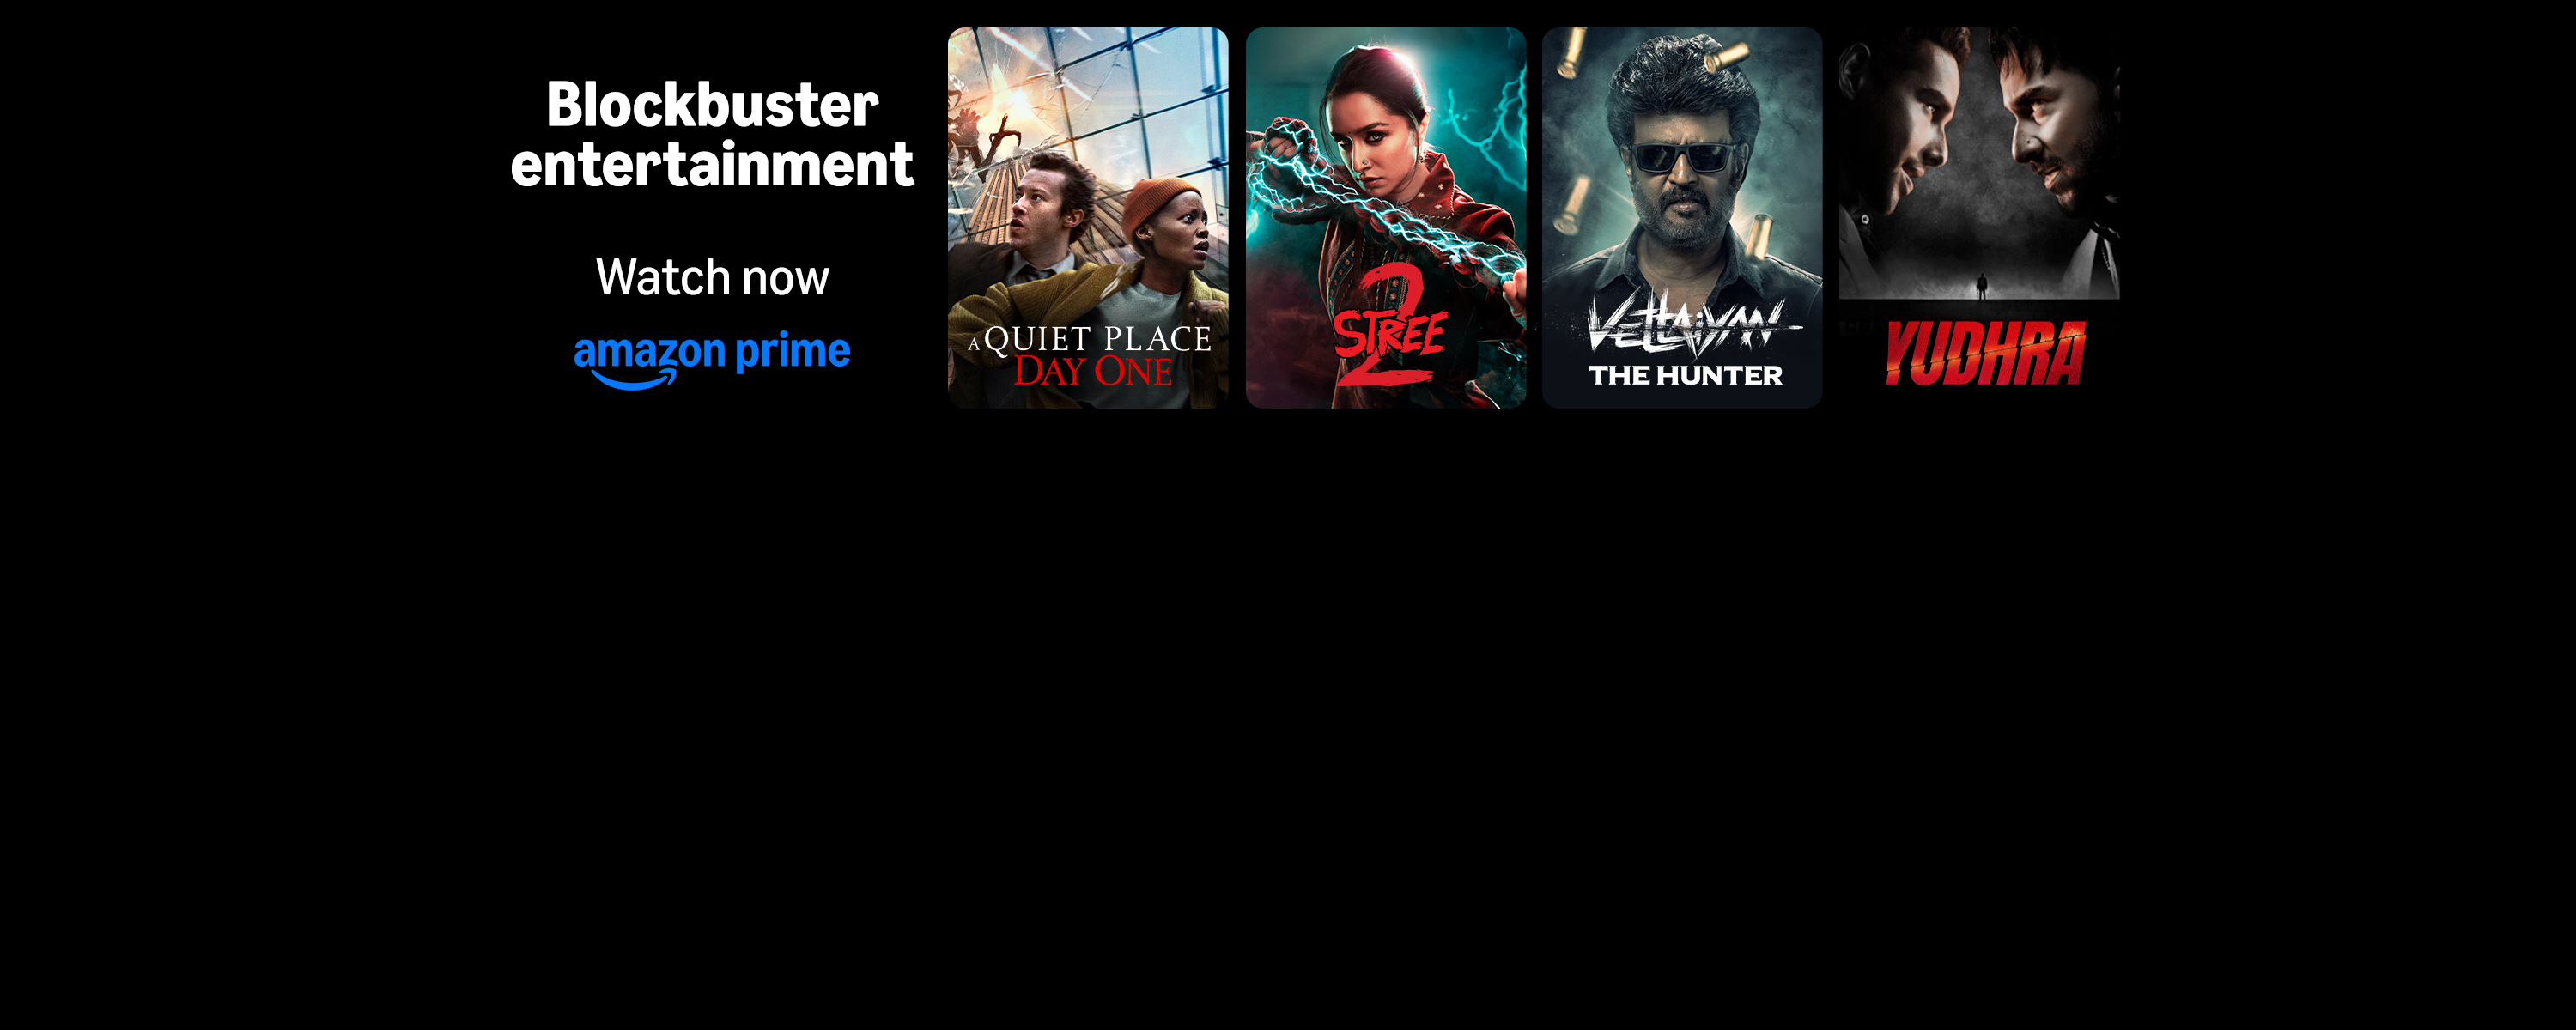 Blockbuster
entertainment
Watch now
amazon prime
A QUIET PLACE
DAY ONE
STREE
2
VETTAIYAN
THE HUNTER
YUDHRA